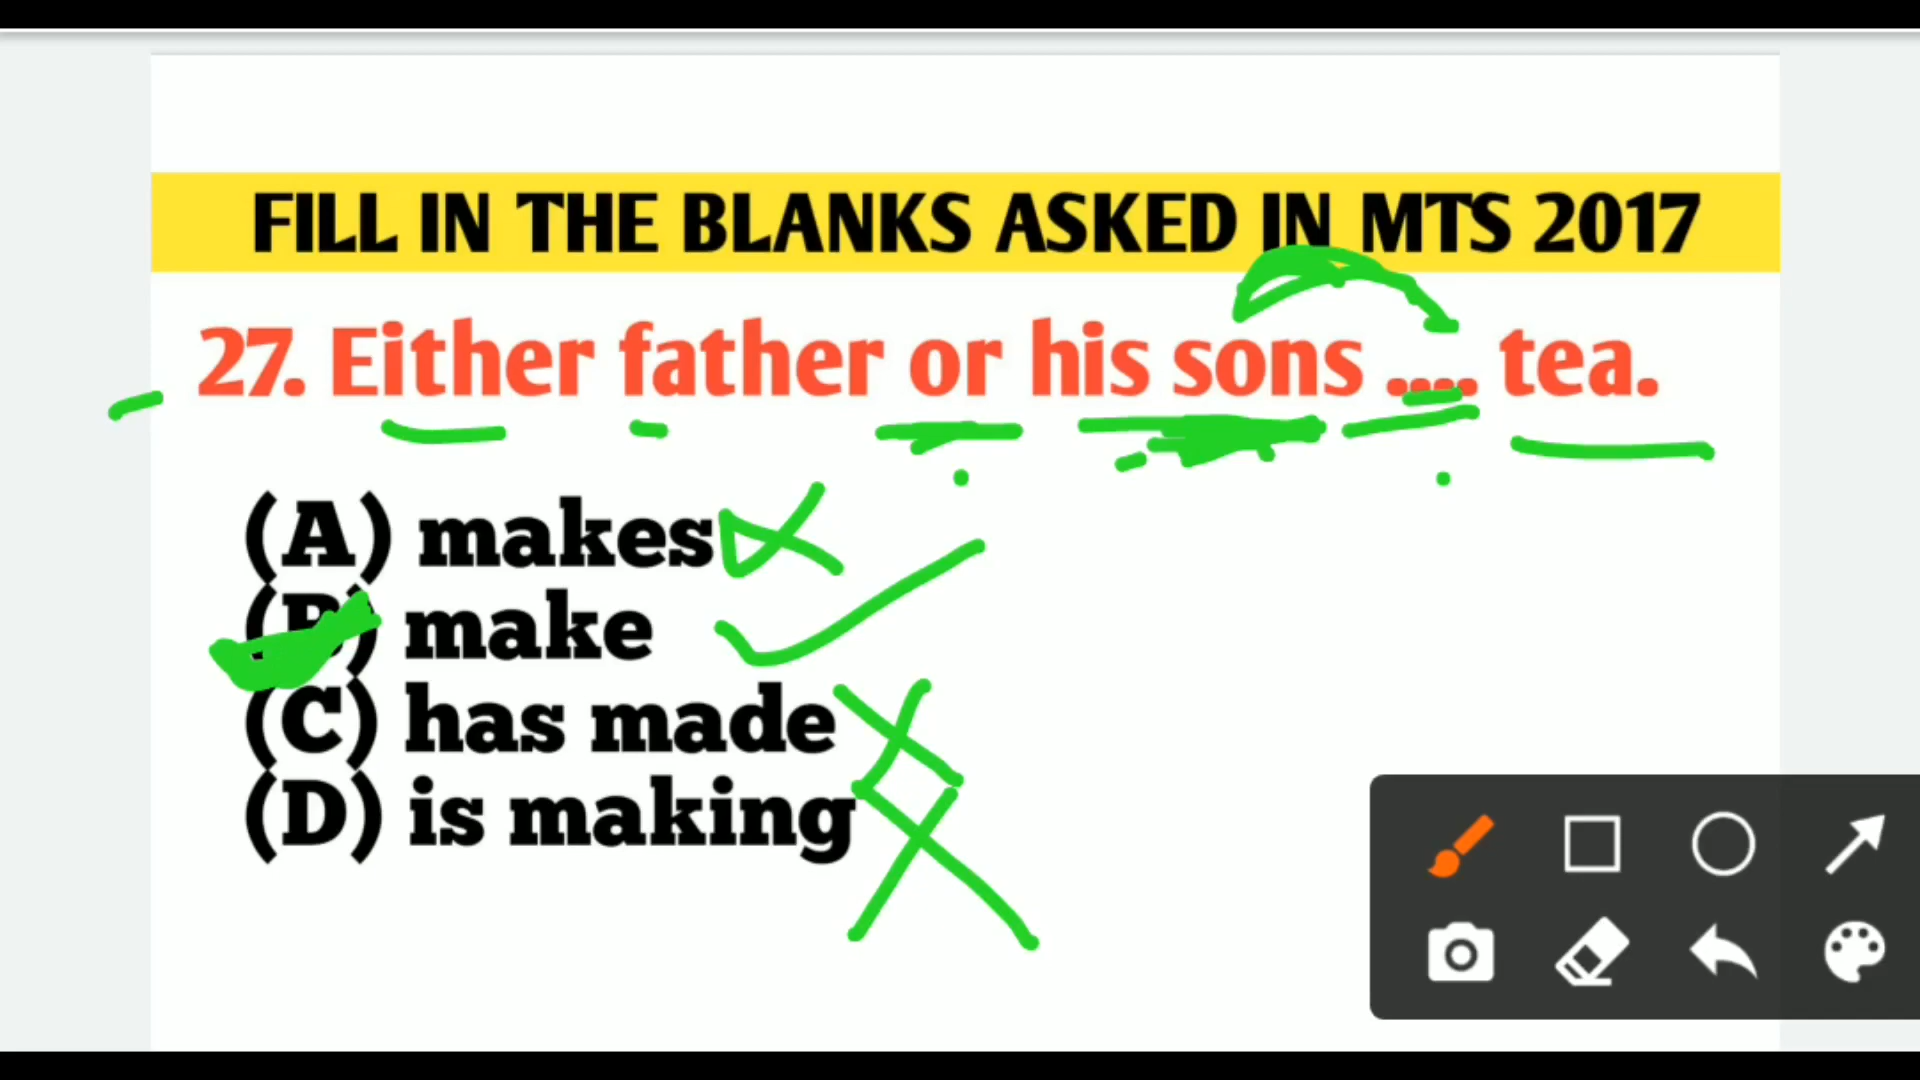 FILL IN THE BLANKS ASKED IN MTS 2017
27. Either father or his sons .... tea.
(A) makes
(B) make
(C) has made
(D) is making